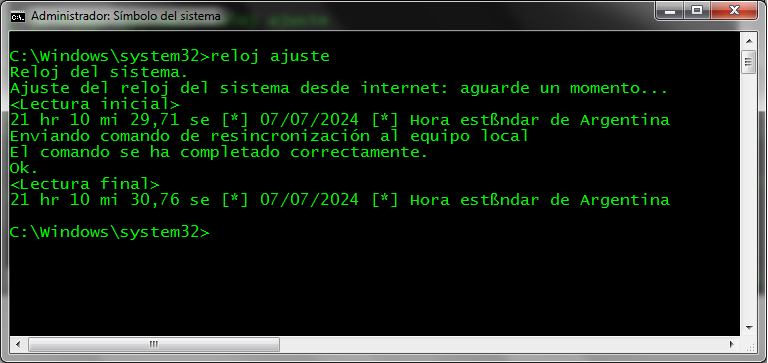 Administrador: Símbolo del sistema
C:\Windows\system32>reloj ajuste
Reloj del sistema.
Ajuste del reloj del sistema desde internet: aguarde un momento...
<Lectura inicial>
21 hr 10 mi 29,71 se [*] 07/07/2024 [*] Hora estßndar de Argentina
Enviando comando de resincronización al equipo local
El comando se ha completado correctamente.
Ok.
<Lectura final>
21 hr 10 mi 30,76 se [*] 07/07/2024 [*] Hora estßndar de Argentina
C:\Windows\system32>